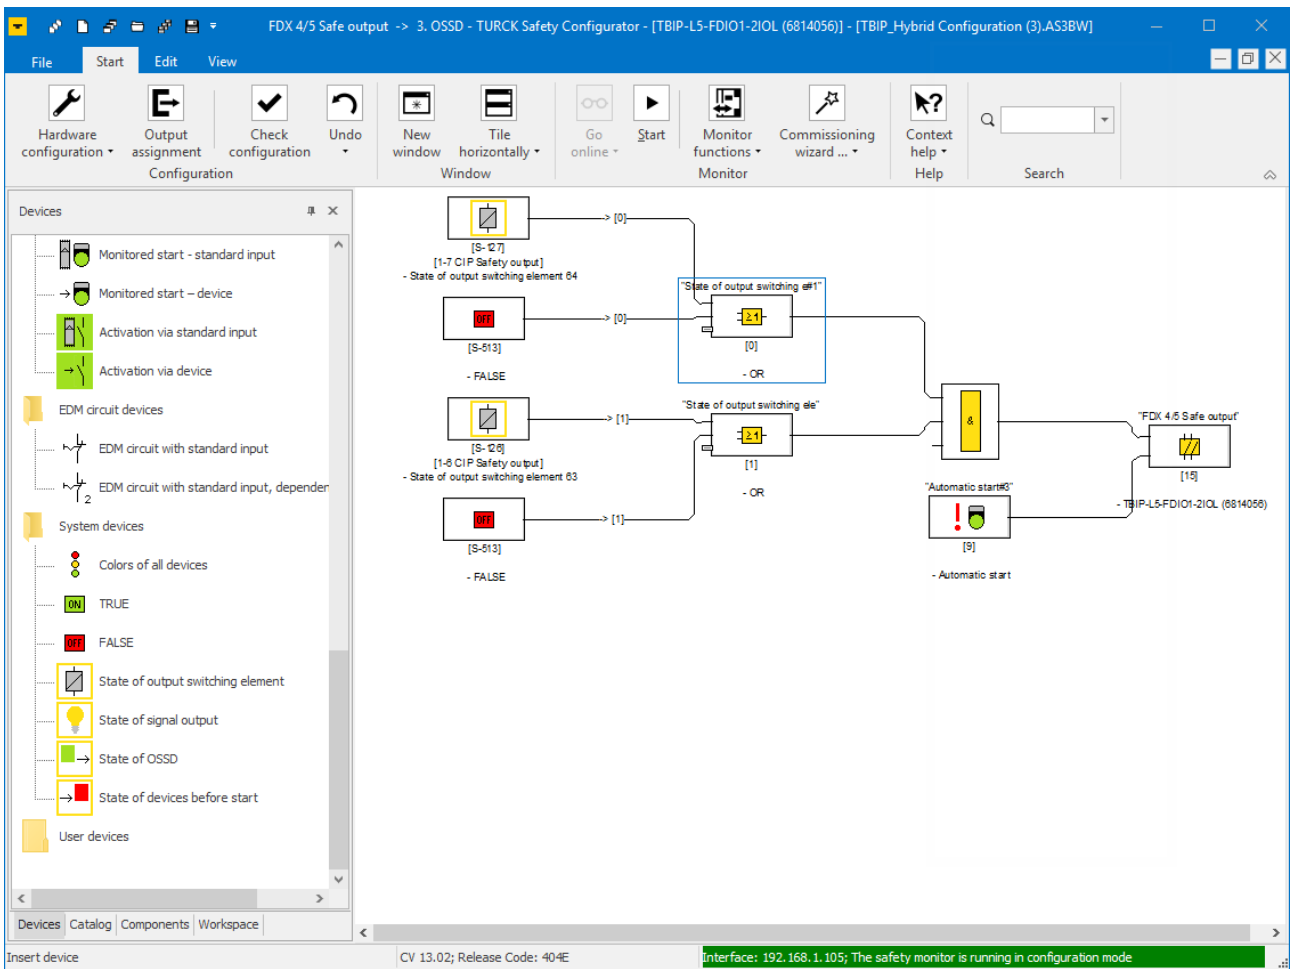 FDX 4/5 Safe output -> 3. OSSD - TURCK Safety Configurator - [TBIP-L5-FDIO1-2IOL (6814056)] - [TBIP_Hybrid Configuration (3).AS3BW]
File Start Edit View
Hardware configuration
Output assignment
Check configuration
Undo
New window
Tile horizontally
Go online
Start
Monitor functions
Commissioning wizard ...
Context help
Configuration
Window
Monitor
Help
Search
Devices
Monitored start - standard input
Monitored start – device
Activation via standard input
Activation via device
EDM circuit devices
EDM circuit with standard input
2
EDM circuit with standard input, dependen
System devices
Colors of all devices
ON
TRUE
OFF
FALSE
State of output switching element
State of signal output
State of OSSD
State of devices before start
User devices
Devices Catalog Components Workspace
-> [0]
[S-127]
[1-7 CIP Safety output]
- State of output switching element 64
OFF
-> [0]
[S-513]
- FALSE
"State of output switching e#1"
≥1
[0]
- OR
-> [1]
[S-126]
[1-6 CIP Safety output]
- State of output switching element 63
OFF
-> [1]
[S-513]
- FALSE
"State of output switching ele"
≥1
[1]
- OR
&
"Automatic start#3"
[9]
- Automatic start
"FDX 4/5 Safe output"
[15]
- TBIP-L5-FDIO1-2IOL (6814056)
Insert device
CV 13.02; Release Code: 404E
Interface: 192.168.1.105; The safety monitor is running in configuration mode